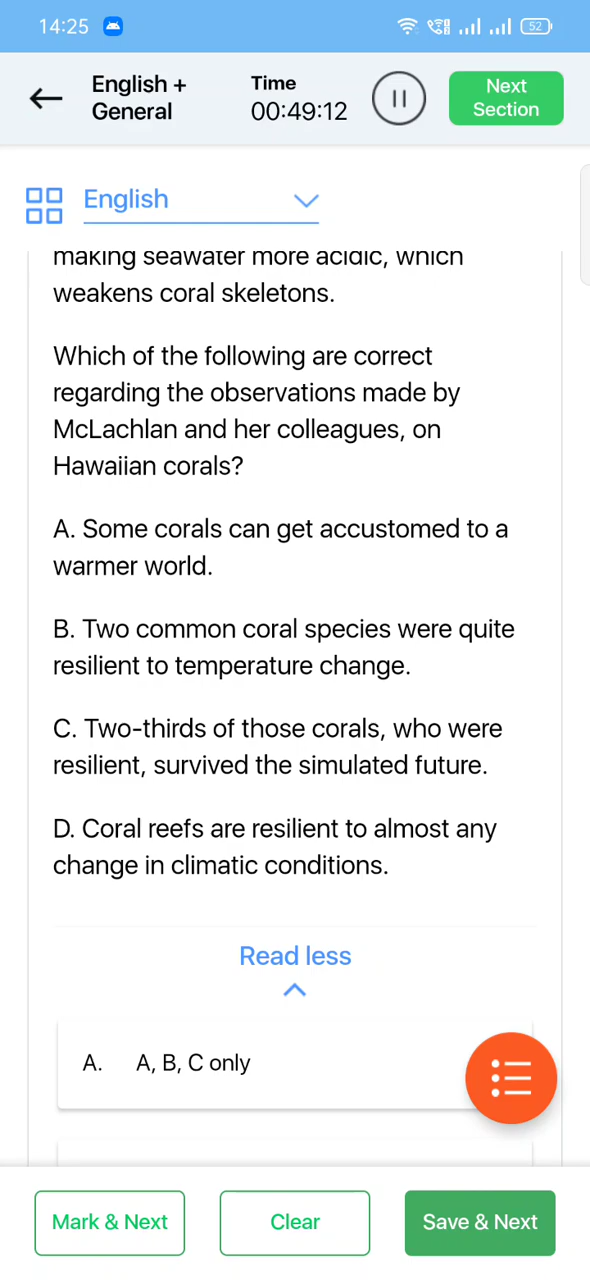 14:25
52
English +
General
Time
00:49:12
Next
Section
English
making seawater more acidic, which
weakens coral skeletons.
Which of the following are correct
regarding the observations made by
McLachlan and her colleagues, on
Hawaiian corals?
A. Some corals can get accustomed to a
warmer world.
B. Two common coral species were quite
resilient to temperature change.
C. Two-thirds of those corals, who were
resilient, survived the simulated future.
D. Coral reefs are resilient to almost any
change in climatic conditions.
Read less
A. A, B, C only
Mark & Next
Clear
Save & Next